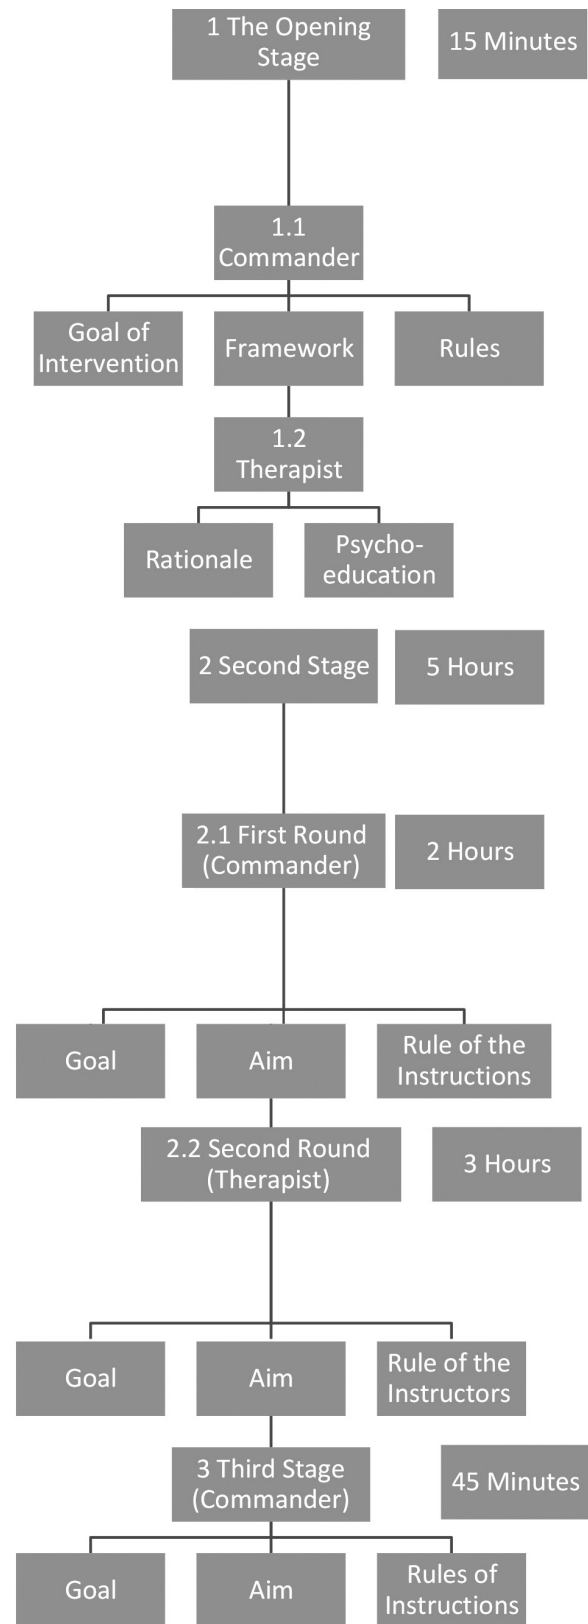 1 The Opening
Stage
15 Minutes
1.1
Commander
Goal of
Intervention
Framework
Rules
1.2
Therapist
Rationale
Psycho-
education
2 Second Stage
5 Hours
2.1 First Round
(Commander)
2 Hours
Goal
Aim
Rule of the
Instructions
2.2 Second Round
(Therapist)
3 Hours
Goal
Aim
Rule of the
Instructors
3 Third Stage
(Commander)
45 Minutes
Goal
Aim
Rules of
Instructions